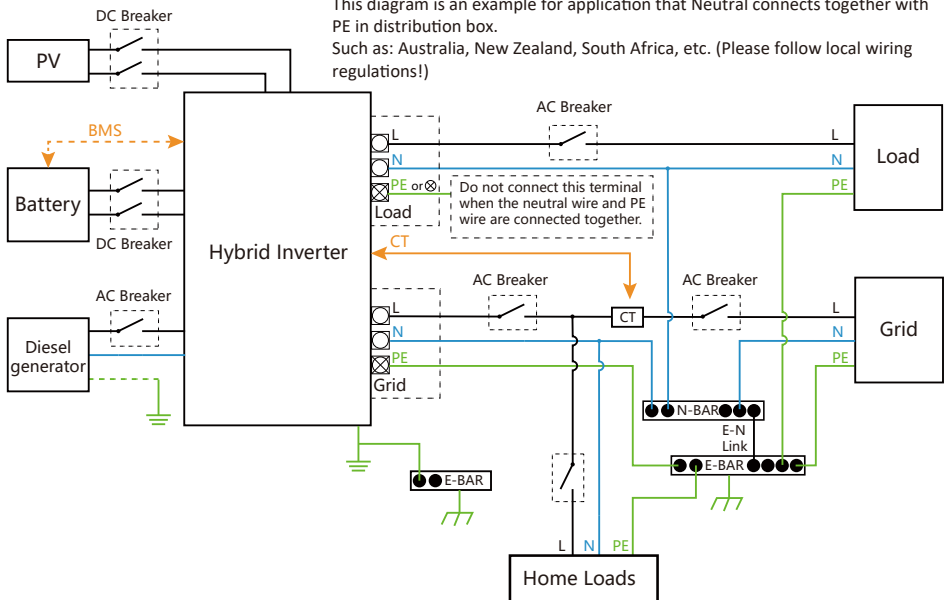 This diagram is an example for application that Neutral connects together with
PE in distribution box.
Such as: Australia, New Zealand, South Africa, etc. (Please follow local wiring
regulations!)
DC Breaker
PV
BMS
Battery
DC Breaker
AC Breaker
Diesel
generator
Hybrid Inverter
L
N
PE or
Load
Do not connect this terminal
when the neutral wire and PE
wire are connected together.
AC Breaker
L
N
PE
Load
CT
AC Breaker
CT
AC Breaker
L
N
PE
Grid
L
N
PE
Grid
N-BAR
E-N
Link
E-BAR
E-BAR
L
N
PE
Home Loads